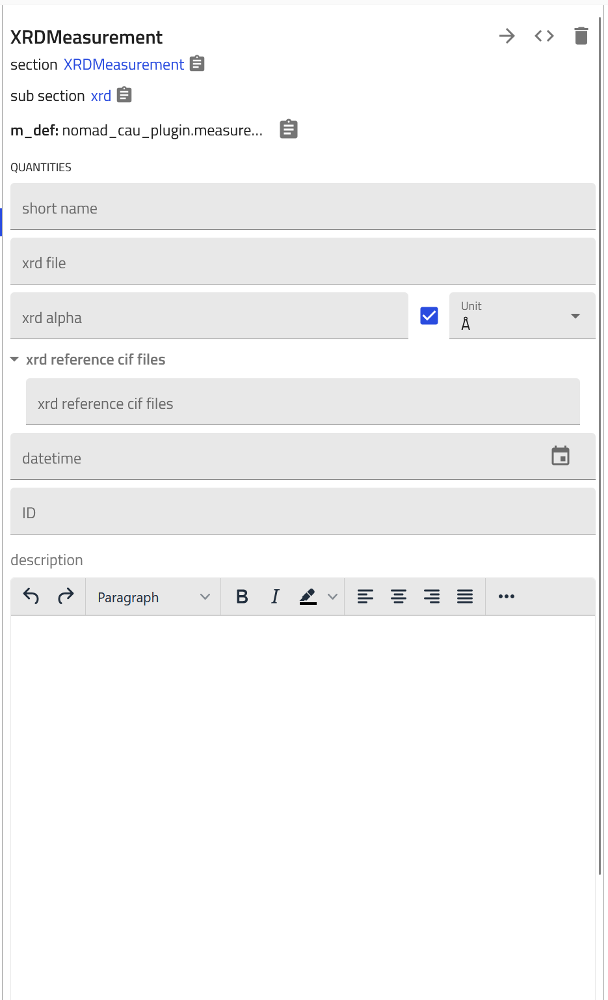 XRDMeasurement
section XRDMeasurement
sub section xrd
m_def: nomad_cau_plugin.measure...
QUANTITIES
short name
xrd file
xrd alpha
Unit
Å
xrd reference cif files
xrd reference cif files
datetime
ID
description
Paragraph B I